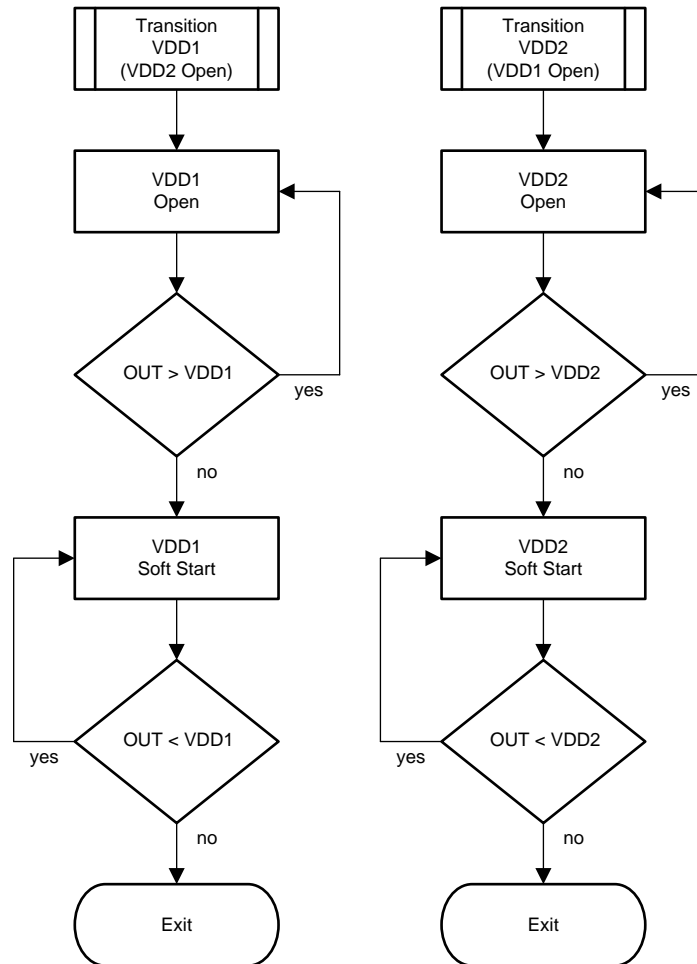 Transition
VDD1
(VDD2 Open)
VDD1
Open
OUT > VDD1
yes
no
VDD1
Soft Start
OUT < VDD1
yes
no
Exit
Transition
VDD2
(VDD1 Open)
VDD2
Open
OUT > VDD2
yes
no
VDD2
Soft Start
OUT < VDD2
yes
no
Exit